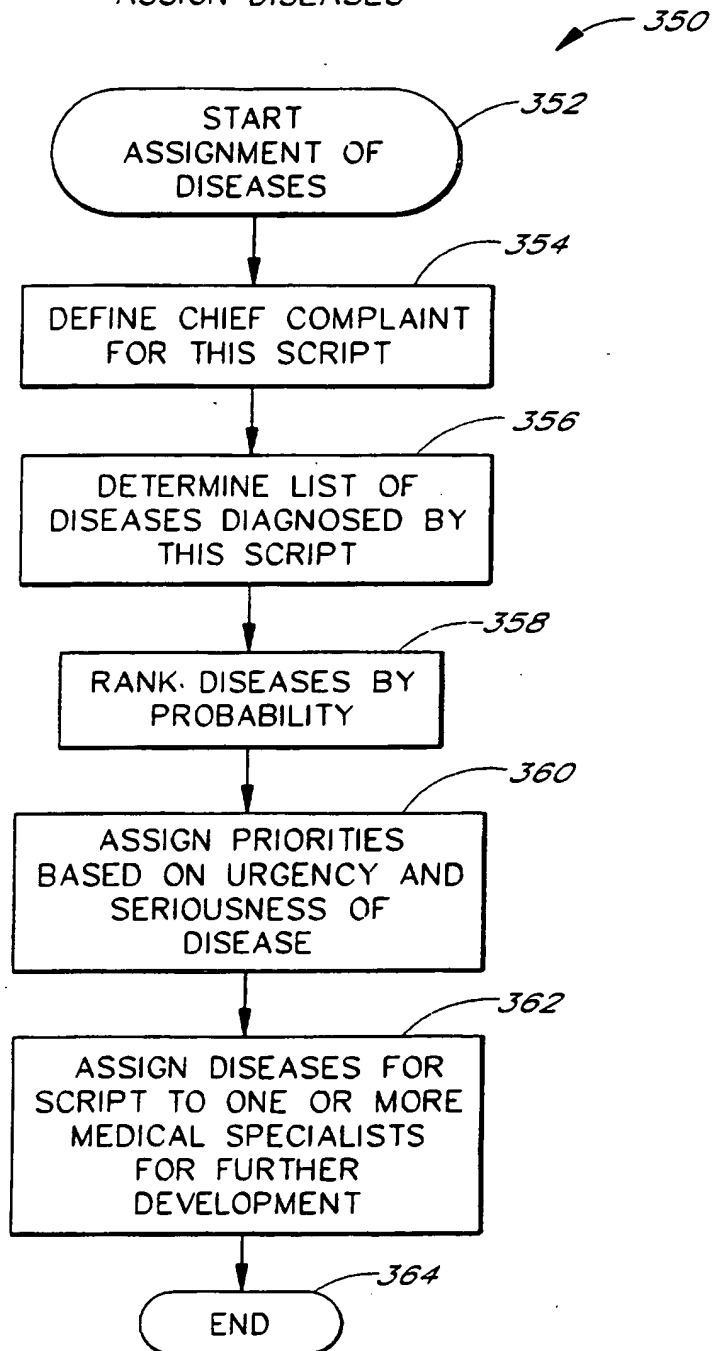 ASSIGN DISEASES
350
START
ASSIGNMENT OF
DISEASES
352
DEFINE CHIEF COMPLAINT
FOR THIS SCRIPT
354
DETERMINE LIST OF
DISEASES DIAGNOSED BY
THIS SCRIPT
356
RANK DISEASES BY
PROBABILITY
358
ASSIGN PRIORITIES
BASED ON URGENCY AND
SERIOUSNESS OF
DISEASE
360
ASSIGN DISEASES FOR
SCRIPT TO ONE OR MORE
MEDICAL SPECIALISTS
FOR FURTHER
DEVELOPMENT
362
END
364